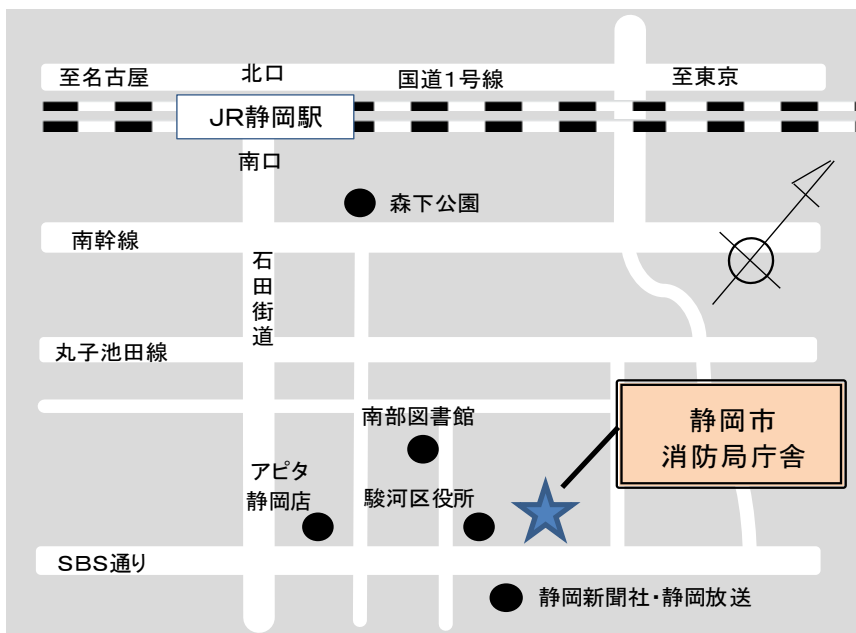 至名古屋
北口
国道1号線
至東京
JR静岡駅
南口
森下公園
南幹線
石田街道
丸子池田線
静岡市
消防局庁舎
南部図書館
アピタ
静岡店
駿河区役所
SBS通り
静岡新聞社・静岡放送